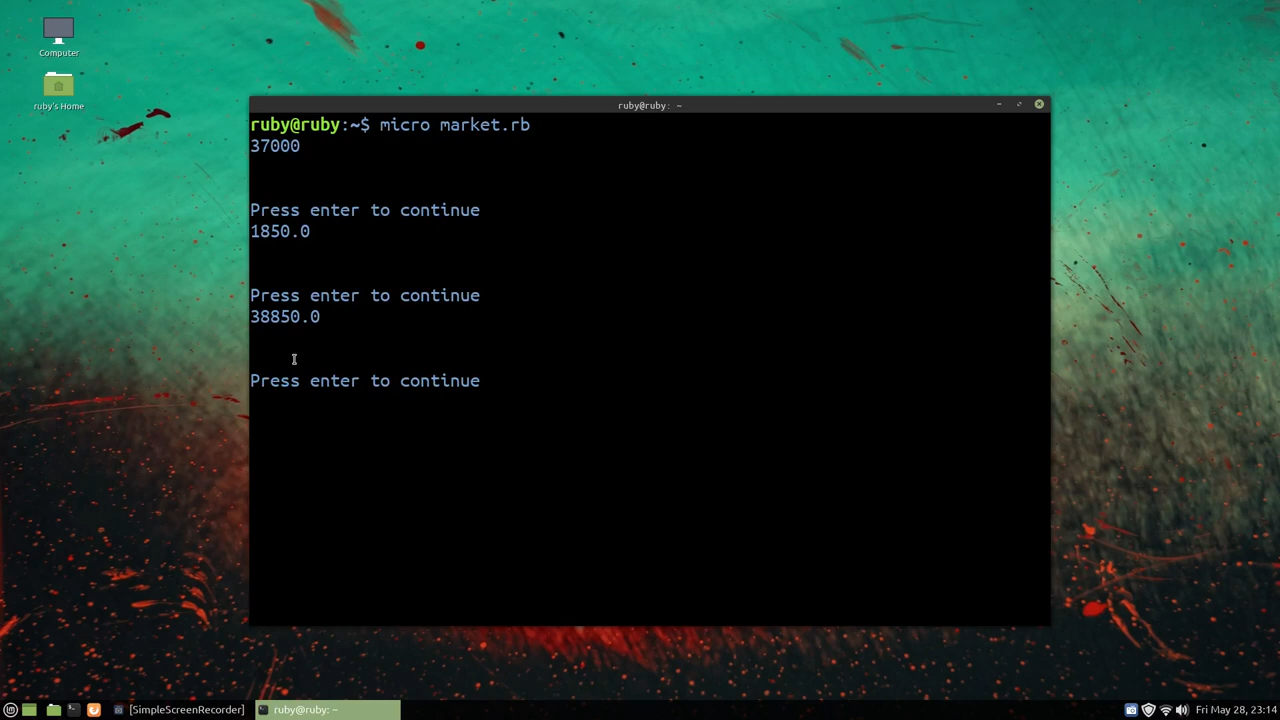 Computer
ruby's Home
ruby@ruby: ~
ruby@ruby:~$ micro market.rb
37000
Press enter to continue
1850.0
Press enter to continue
38850.0
Press enter to continue
[SimpleScreenRecorder]
ruby@ruby: ~
Fri May 28, 23:14